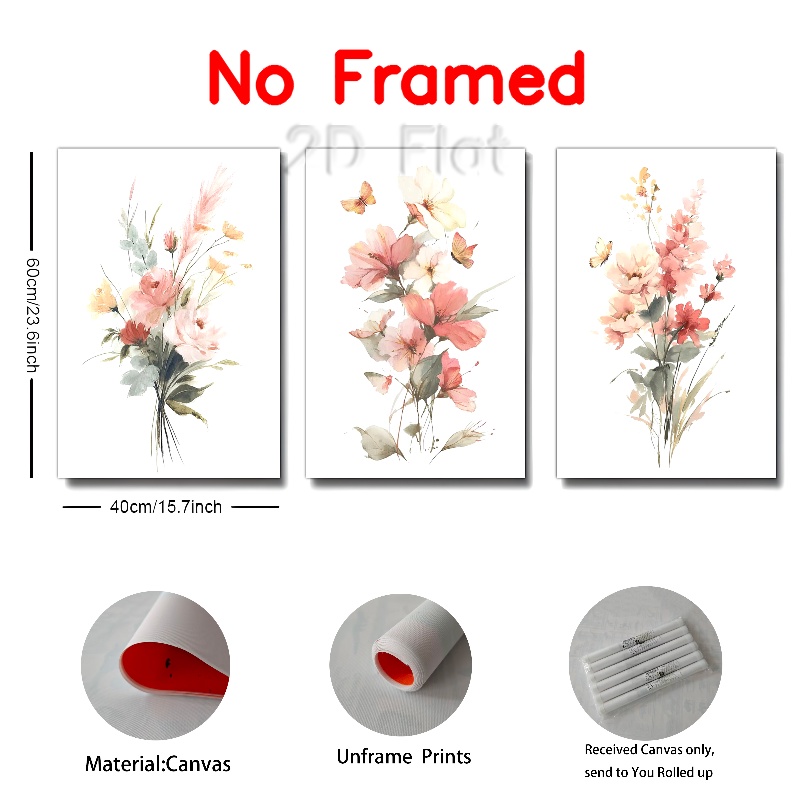 No Framed
2D Flat
60cm/23.6inch
40cm/15.7inch
Material:Canvas
Unframe Prints
Received Canvas only,
send to You Rolled up